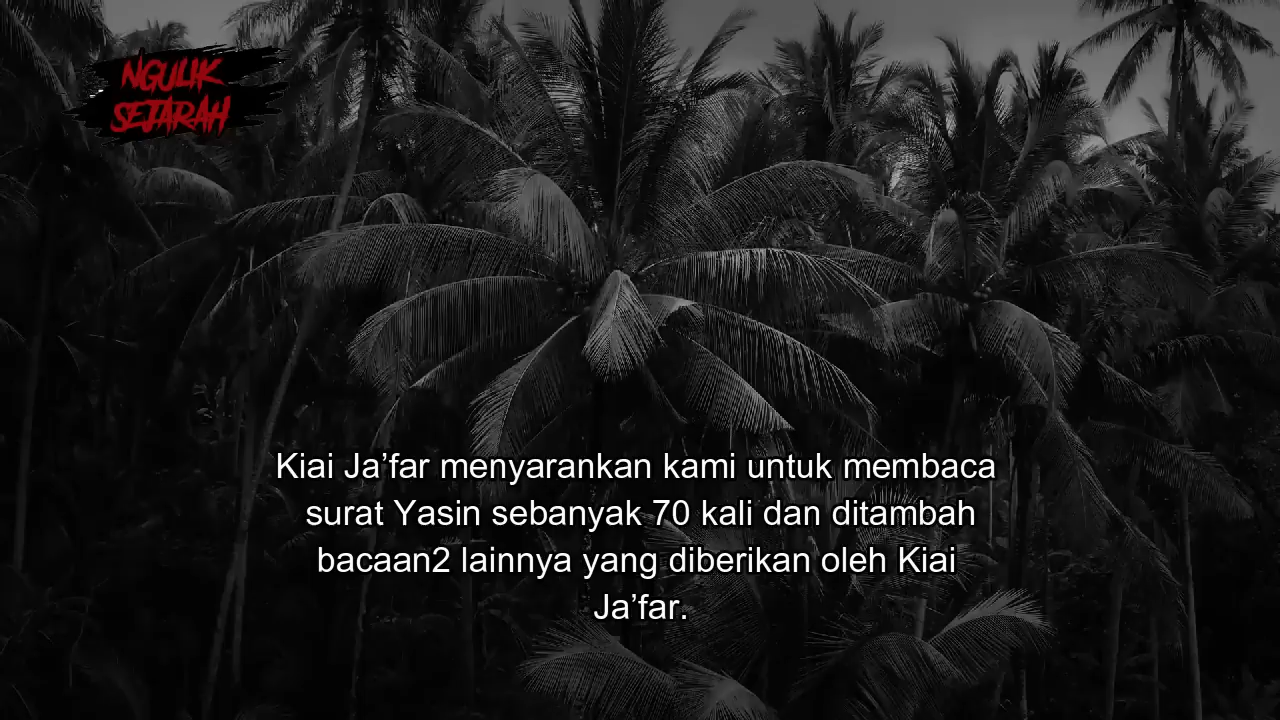 NGULIK
SEJARAH
Kiai Ja’far menyarankan kami untuk membaca
surat Yasin sebanyak 70 kali dan ditambah
bacaan2 lainnya yang diberikan oleh Kiai
Ja’far.